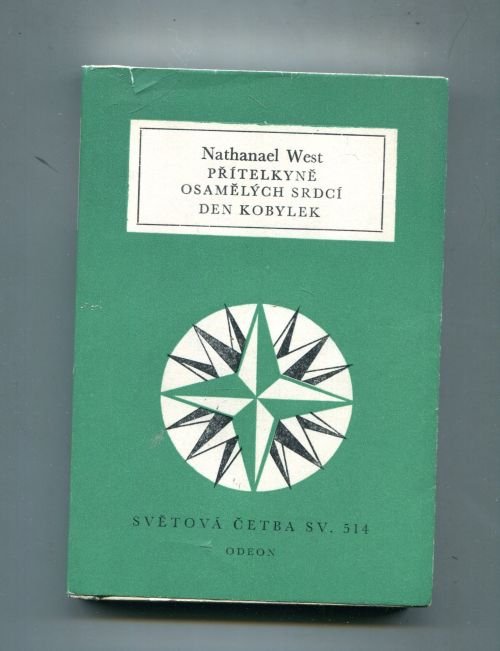 Nathanael West
PŘÍTELKYNĚ
OSAMĚLÝCH SRDCÍ
DEN KOBYLEK
SVĚTOVÁ ČETBA SV. 514
ODEON